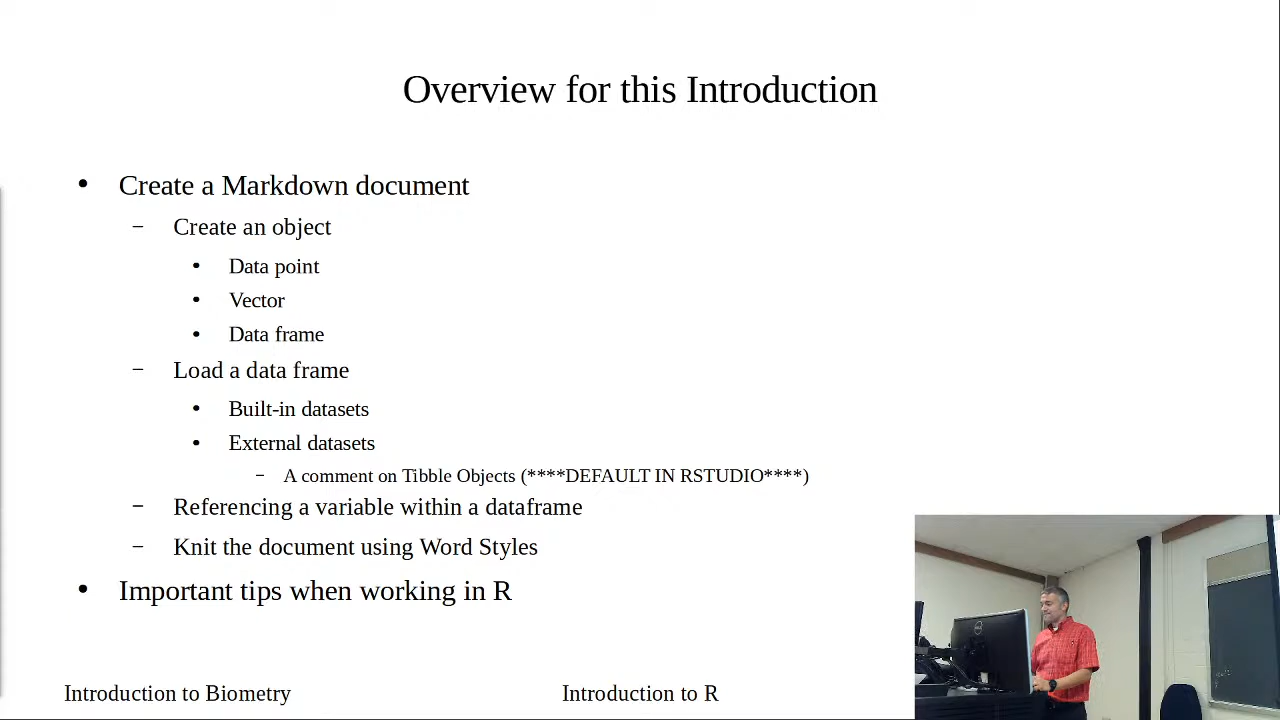 Overview for this Introduction
• Create a Markdown document
– Create an object
• Data point
• Vector
• Data frame
– Load a data frame
• Built-in datasets
• External datasets
– A comment on Tibble Objects (****DEFAULT IN RSTUDIO****)
– Referencing a variable within a dataframe
– Knit the document using Word Styles
• Important tips when working in R
Introduction to Biometry
Introduction to R